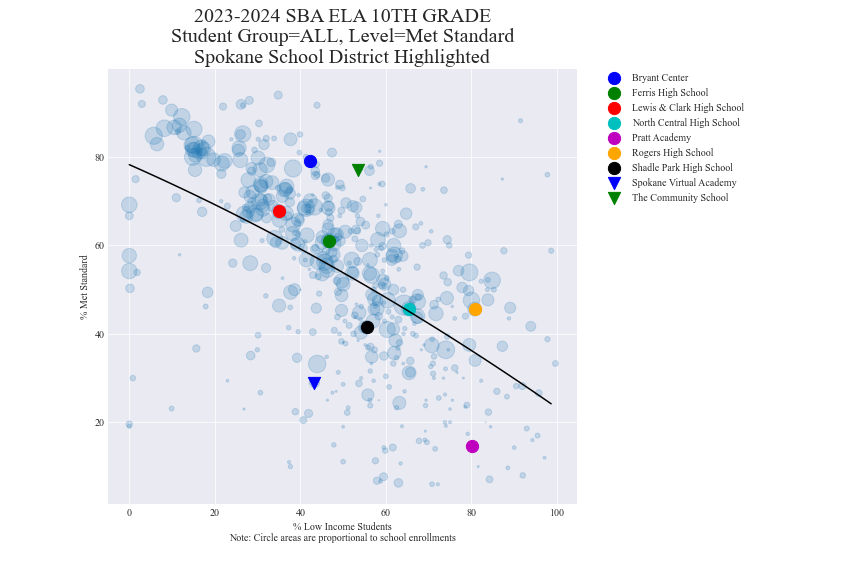 2023-2024 SBA ELA 10TH GRADE
Student Group=ALL, Level=Met Standard
Spokane School District Highlighted
Bryant Center
Ferris High School
Lewis & Clark High School
North Central High School
Pratt Academy
Rogers High School
Shadle Park High School
Spokane Virtual Academy
The Community School
% Met Standard
80
60
40
20
0 20 40 60 80 100
% Low Income Students
Note: Circle areas are proportional to school enrollments